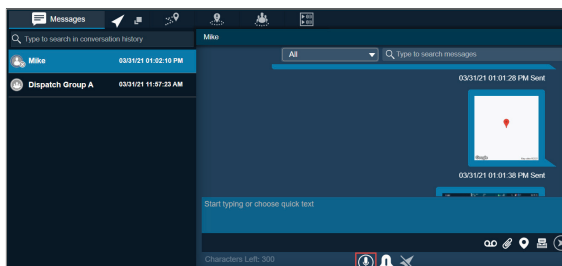 Messages
Type to search in conversation history
Mike
Mike 03/31/21 01:02:10 PM
All
Type to search messages
Dispatch Group A 03/31/21 11:57:23 AM
03/31/21 01:01:28 PM Sent
Google
03/31/21 01:01:38 PM Sent
Start typing or choose quick text
Characters Left: 300